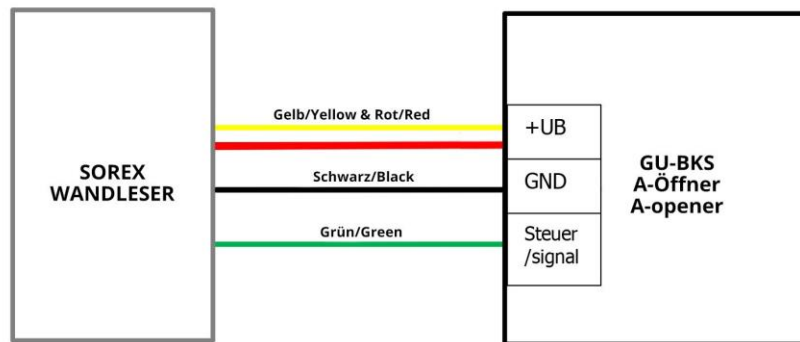 SOREX
WANDLESER
Gelb/Yellow & Rot/Red
Schwarz/Black
Grün/Green
+UB
GND
Steuer
/signal
GU-BKS
A-Öffner
A-opener